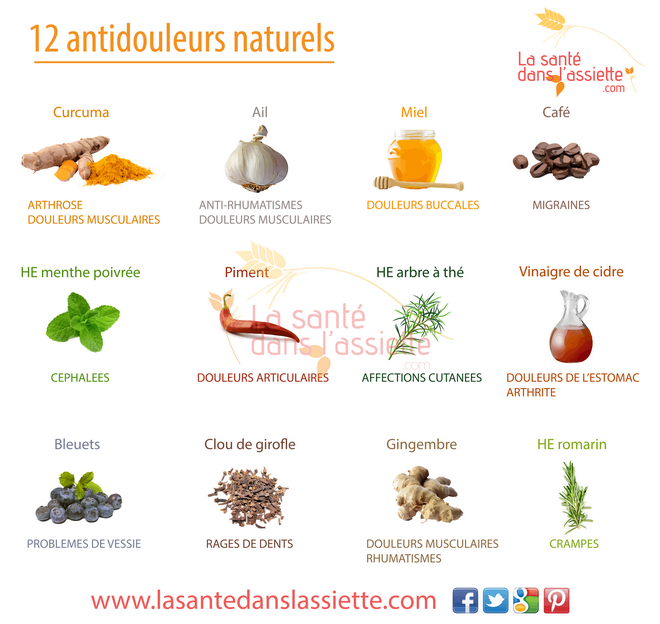 12 antidouleurs naturels
La santé
dans l'assiette
.com
Curcuma
Ail
Miel
Café
ARTHROSE
DOULEURS MUSCULAIRES
ANTI-RHUMATISMES
DOULEURS MUSCULAIRES
DOULEURS BUCCALES
MIGRAINES
HE menthe poivrée
Piment
HE arbre à thé
Vinaigre de cidre
La santé
dans l'assiette
.com
CEPHALEES
DOULEURS ARTICULAIRES
AFFECTIONS CUTANEES
DOULEURS DE L'ESTOMAC
ARTHRITE
Bleuets
Clou de girofle
Gingembre
HE romarin
PROBLEMES DE VESSIE
RAGES DE DENTS
DOULEURS MUSCULAIRES
RHUMATISMES
CRAMPES
www.lasantedanslassiette.com